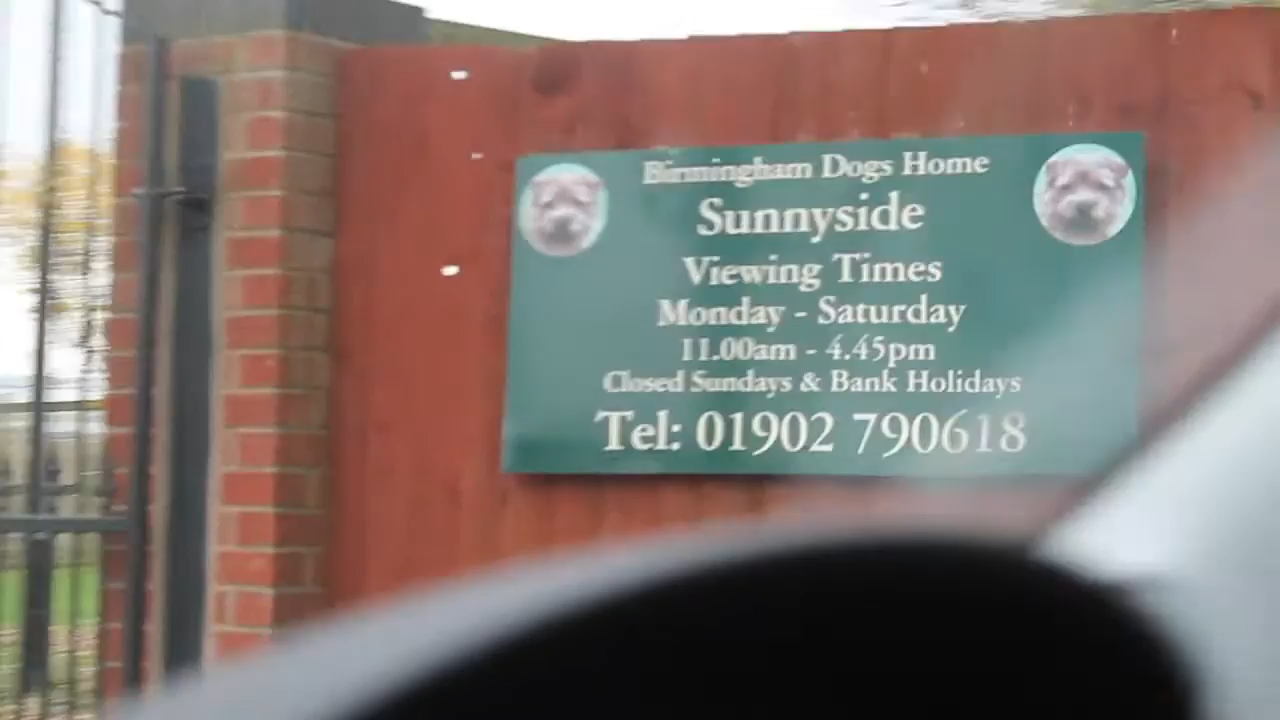 Birmingham Dogs Home
Sunnyside
Viewing Times
Monday - Saturday
11.00am - 4.45pm
Closed Sundays & Bank Holidays
Tel: 01902 790618